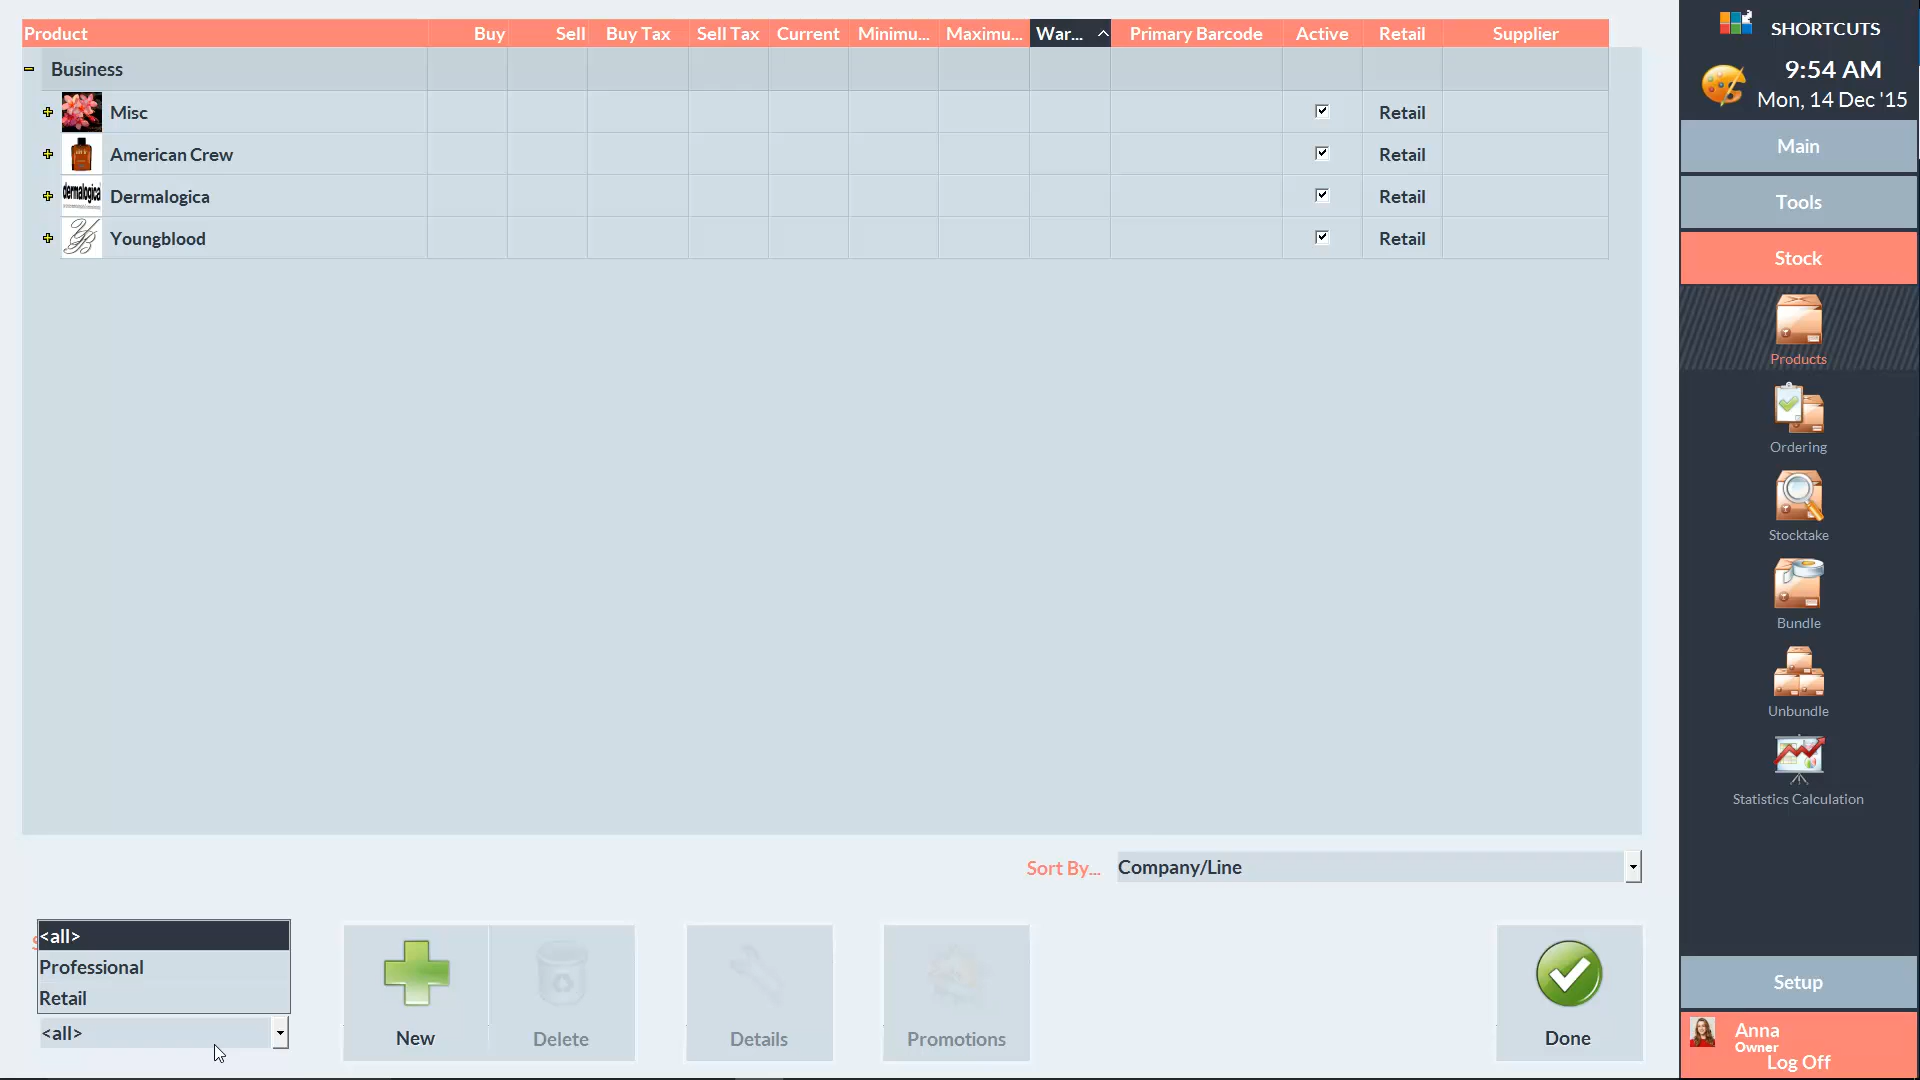 Product Buy Sell Buy Tax Sell Tax Current Minimu... Maximu... War... Primary Barcode Active Retail Supplier
Business
Misc Retail
American Crew Retail
dermalogica Dermalogica Retail
Youngblood Retail
Sort By... Company/Line
<all>
Professional
Retail
<all>
New
Delete
Details
Promotions
Done
SHORTCUTS
9:54 AM
Mon, 14 Dec '15
Main
Tools
Stock
Products
Ordering
Stocktake
Bundle
Unbundle
Statistics Calculation
Setup
Anna
Owner
Log Off